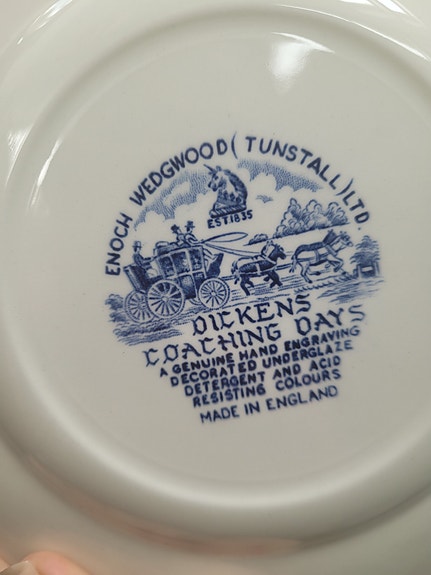 ENOCH WEDGWOOD (TUNSTALL) LTD.
EST 1835
DICKENS
COACHING DAYS
A GENUINE HAND ENGRAVING
DECORATED UNDERGLAZE
DETERGENT AND ACID
RESISTING COLOURS
MADE IN ENGLAND